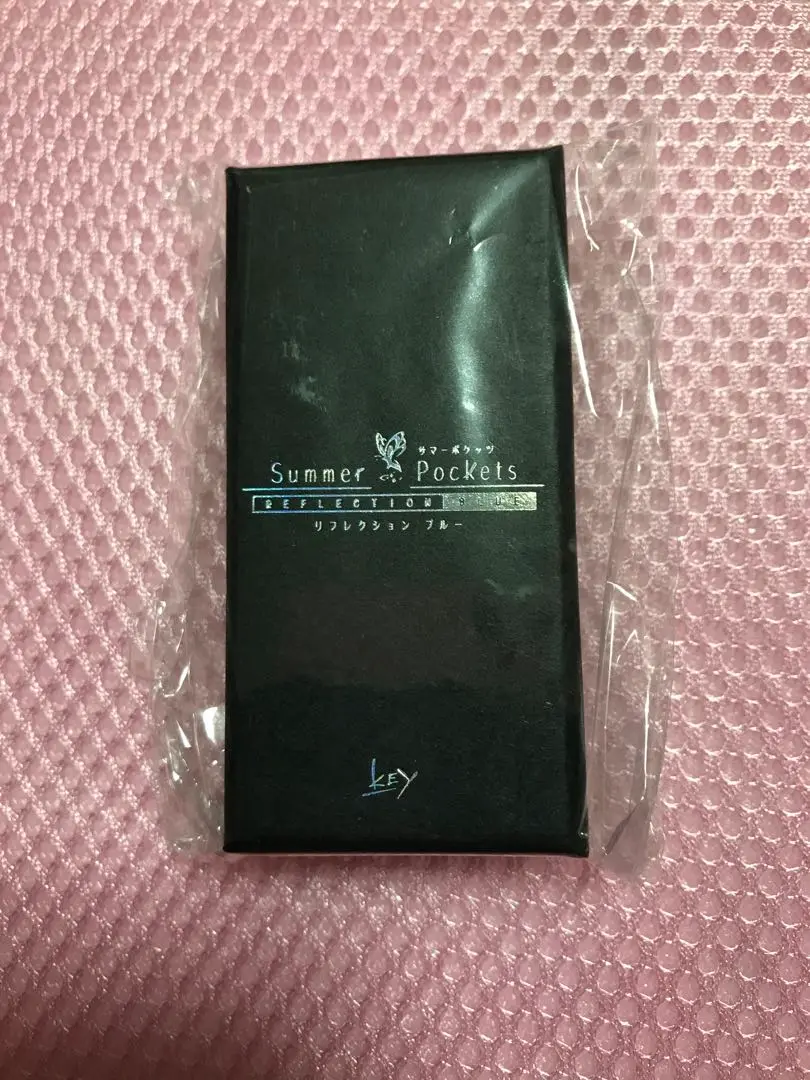 サマーポケッツ
Summer Pockets
REFLECTION BLUE
リフレクション ブルー
key